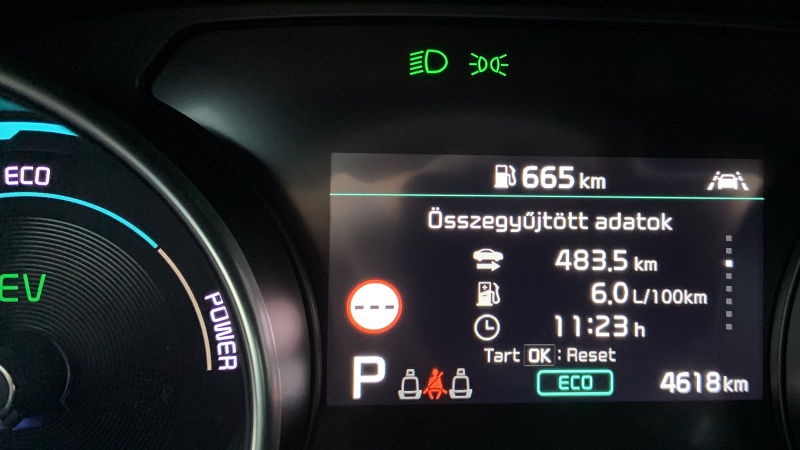 ECO
EV
POWER
665 km
Összegyűjtött adatok
483.5 km
6.0 L/100km
11:23 h
Tart OK : Reset
P
ECO
4618 km